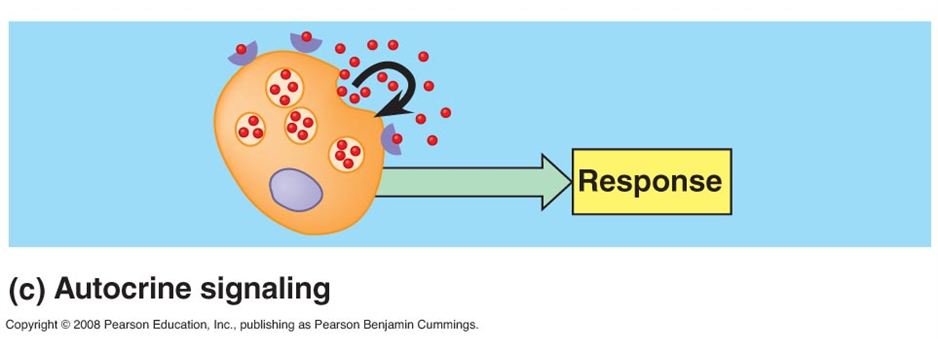 Response
(c) Autocrine signaling
Copyright © 2008 Pearson Education, Inc., publishing as Pearson Benjamin Cummings.